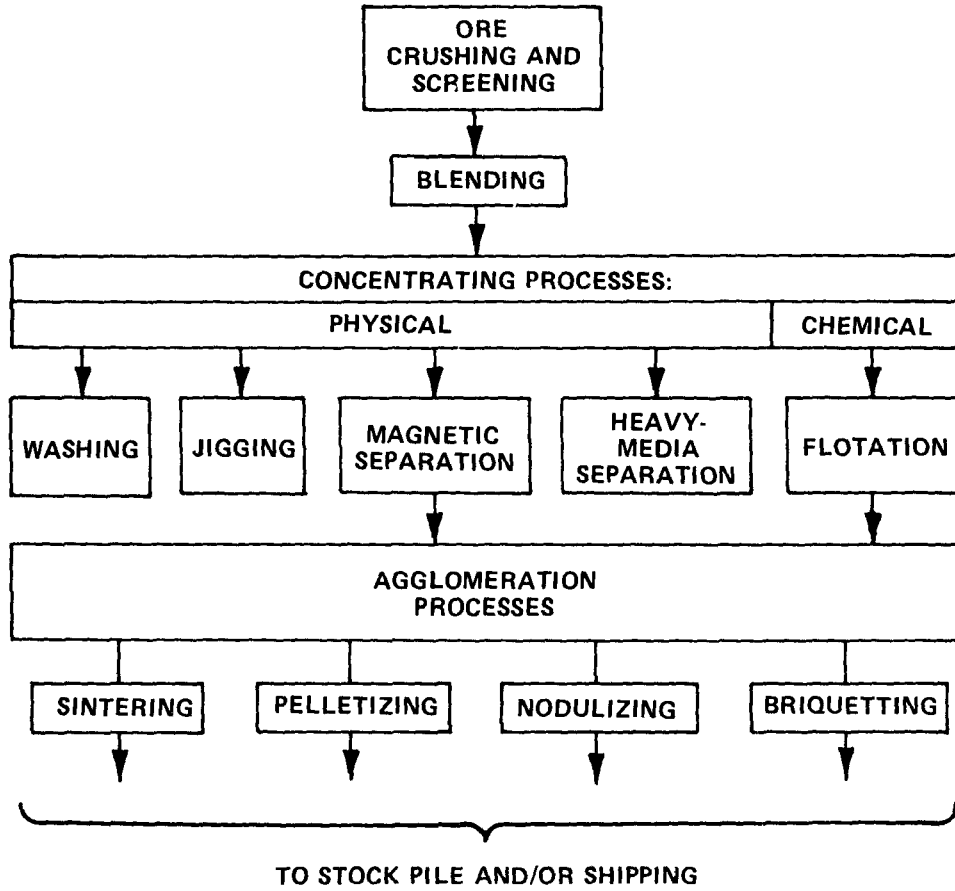 ORE
CRUSHING AND
SCREENING
BLENDING
CONCENTRATING PROCESSES:
PHYSICAL
CHEMICAL
WASHING
JIGGING
MAGNETIC
SEPARATION
HEAVY-
MEDIA
SEPARATION
FLOTATION
AGGLOMERATION
PROCESSES
SINTERING
PELLETIZING
NODULIZING
BRIQUETTING
TO STOCK PILE AND/OR SHIPPING